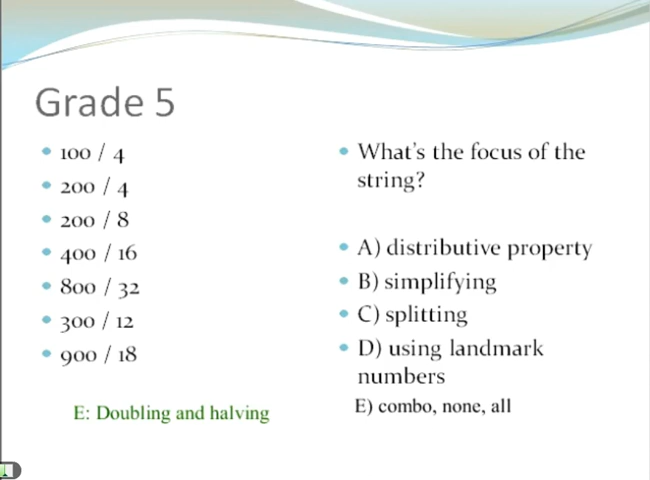 Grade 5
100 / 4
200 / 4
200 / 8
400 / 16
800 / 32
300 / 12
900 / 18
E: Doubling and halving
What's the focus of the
string?
A) distributive property
B) simplifying
C) splitting
D) using landmark
numbers
E) combo, none, all